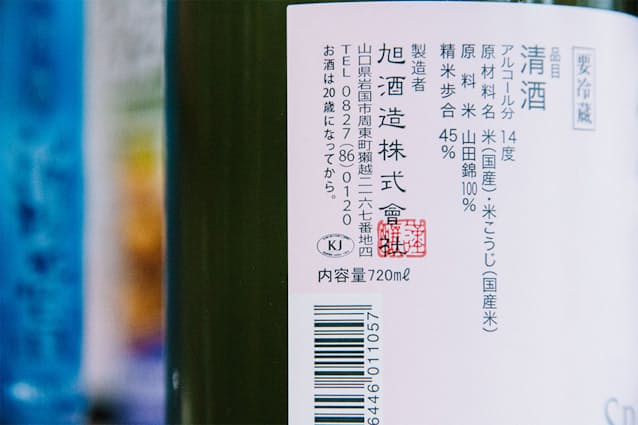 要冷蔵
品目
清酒
アルコール分 14度
原材料名 米(国産)・米こうじ(国産米)
原料米 山田錦100%
精米歩合 45%
製造者
旭酒造株式會社
山口県岩国市周東町獺越二一六七番地四
TEL 0827(86)0120
お酒は20歳になってから。
KJ
内容量720mℓ
6446 011057